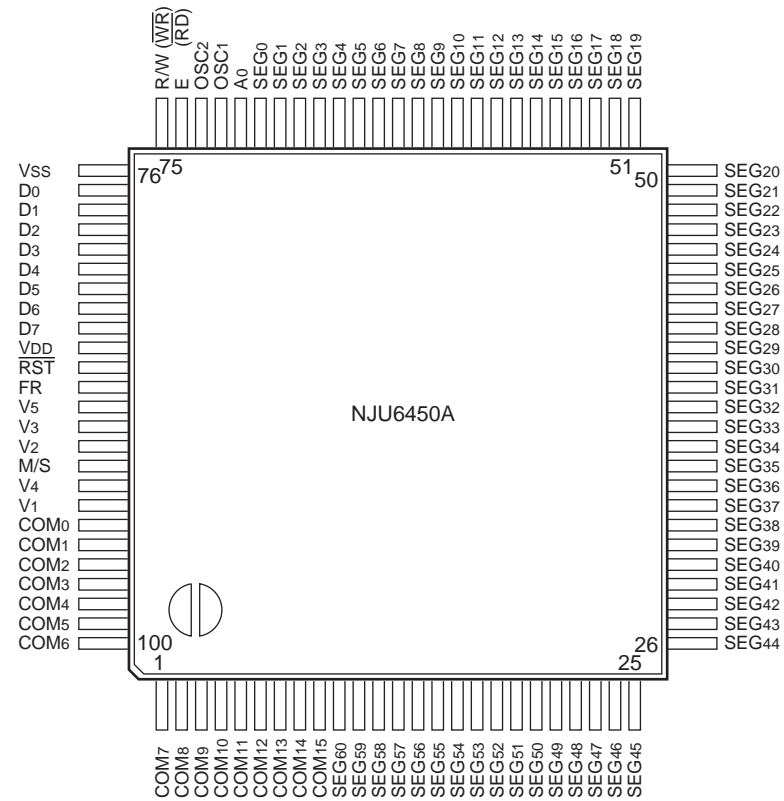 R/W (WR)
E (RD)
OSC2
OSC1
A0
SEG0
SEG1
SEG2
SEG3
SEG4
SEG5
SEG6
SEG7
SEG8
SEG9
SEG10
SEG11
SEG12
SEG13
SEG14
SEG15
SEG16
SEG17
SEG18
SEG19
VSS
D0
D1
D2
D3
D4
D5
D6
D7
VDD
RST
FR
V5
V3
V2
M/S
V4
V1
COM0
COM1
COM2
COM3
COM4
COM5
COM6
76
75
51
50
NJU6450A
100
1
26
25
SEG20
SEG21
SEG22
SEG23
SEG24
SEG25
SEG26
SEG27
SEG28
SEG29
SEG30
SEG31
SEG32
SEG33
SEG34
SEG35
SEG36
SEG37
SEG38
SEG39
SEG40
SEG41
SEG42
SEG43
SEG44
COM7
COM8
COM9
COM10
COM11
COM12
COM13
COM14
COM15
SEG60
SEG59
SEG58
SEG57
SEG56
SEG55
SEG54
SEG53
SEG52
SEG51
SEG50
SEG49
SEG48
SEG47
SEG46
SEG45